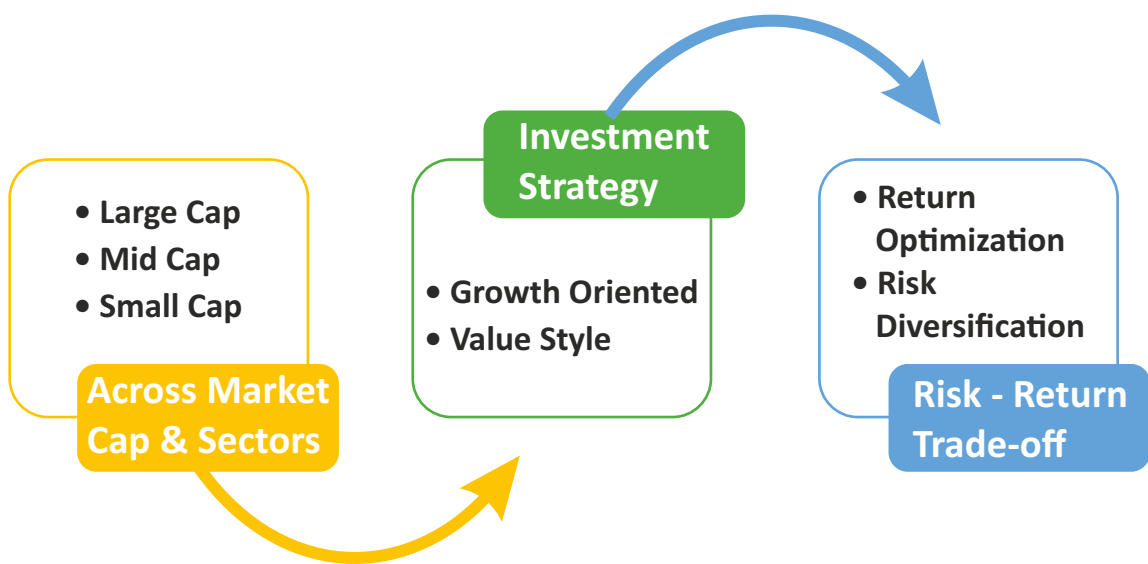 • Large Cap
• Mid Cap
• Small Cap
Across Market
Cap & Sectors
Investment
Strategy
• Growth Oriented
• Value Style
• Return
Optimization
• Risk
Diversification
Risk - Return
Trade-off